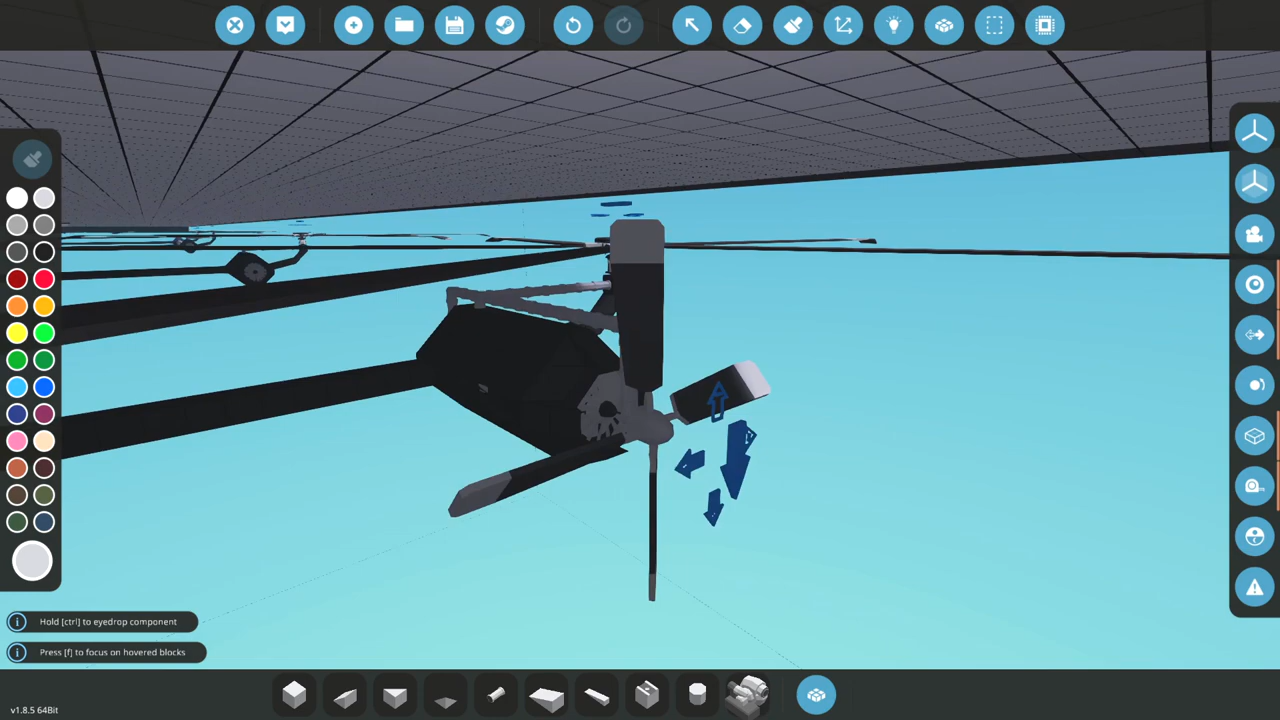 Hold [ctrl] to eyedrop component
Press [f] to focus on hovered blocks
v1.8.5 64Bit